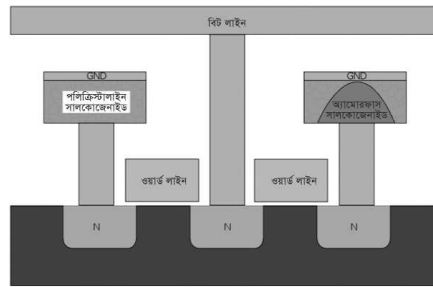 বিট লাইন
GND
GND
পলিক্রিস্টালাইন
সালকোজেনাইড
অ্যামোরফাস
সালকোজেনাইড
ওয়ার্ড লাইন
ওয়ার্ড লাইন
N
N
N